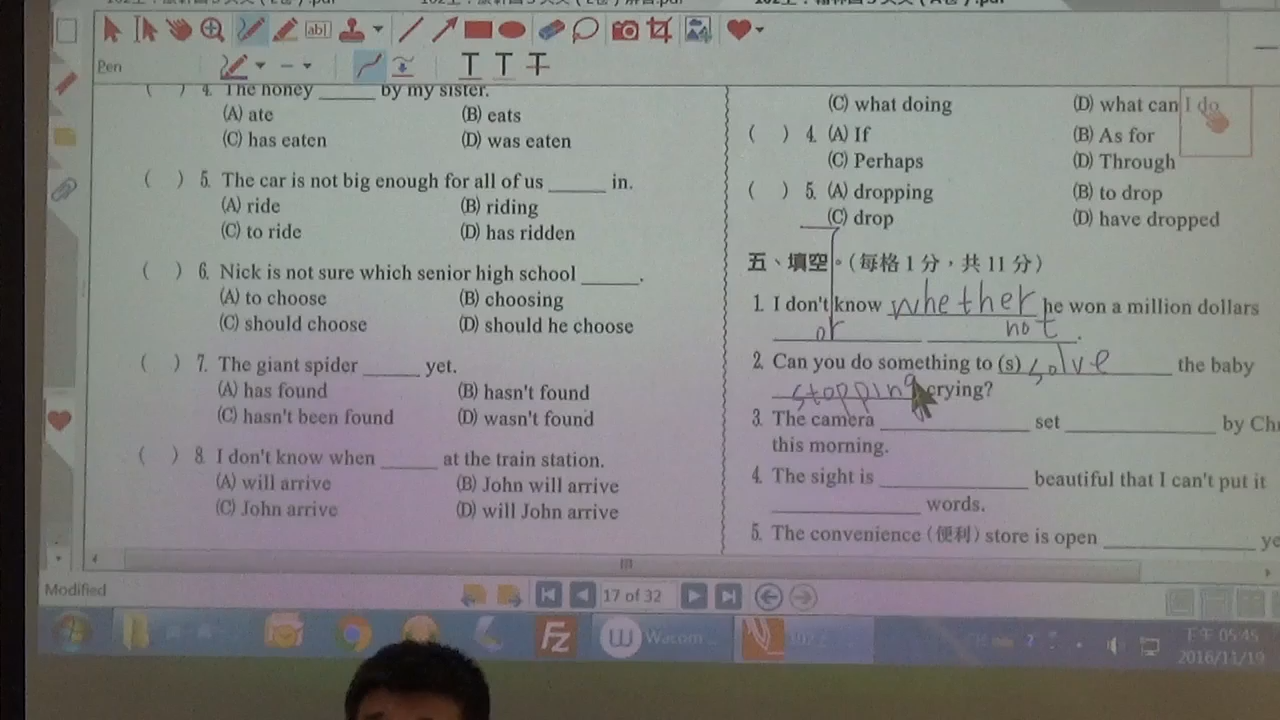 Pen
( ) 4. The honey ______ by my sister.
(A) ate (B) eats
(C) has eaten (D) was eaten
( ) 5. The car is not big enough for all of us ______ in.
(A) ride (B) riding
(C) to ride (D) has ridden
( ) 6. Nick is not sure which senior high school ______.
(A) to choose (B) choosing
(C) should choose (D) should he choose
( ) 7. The giant spider ______ yet.
(A) has found (B) hasn't found
(C) hasn't been found (D) wasn't found
( ) 8. I don't know when ______ at the train station.
(A) will arrive (B) John will arrive
(C) John arrive (D) will John arrive
(C) what doing (D) what can I do
( ) 4. (A) If (B) As for
(C) Perhaps (D) Through
( ) 5. (A) dropping (B) to drop
(C) drop (D) have dropped
五、填空。(每格 1 分，共 11 分)
1. I don't know whether he won a million dollars
or not.
2. Can you do something to (s) solve the baby
stopping crying?
3. The camera ______ set ______ by
this morning.
4. The sight is ______ beautiful that I can't put it
______ words.
5. The convenience (便利) store is open ______
Modified
17 of 32
Wacom ...
下午 05:45
2016/11/19